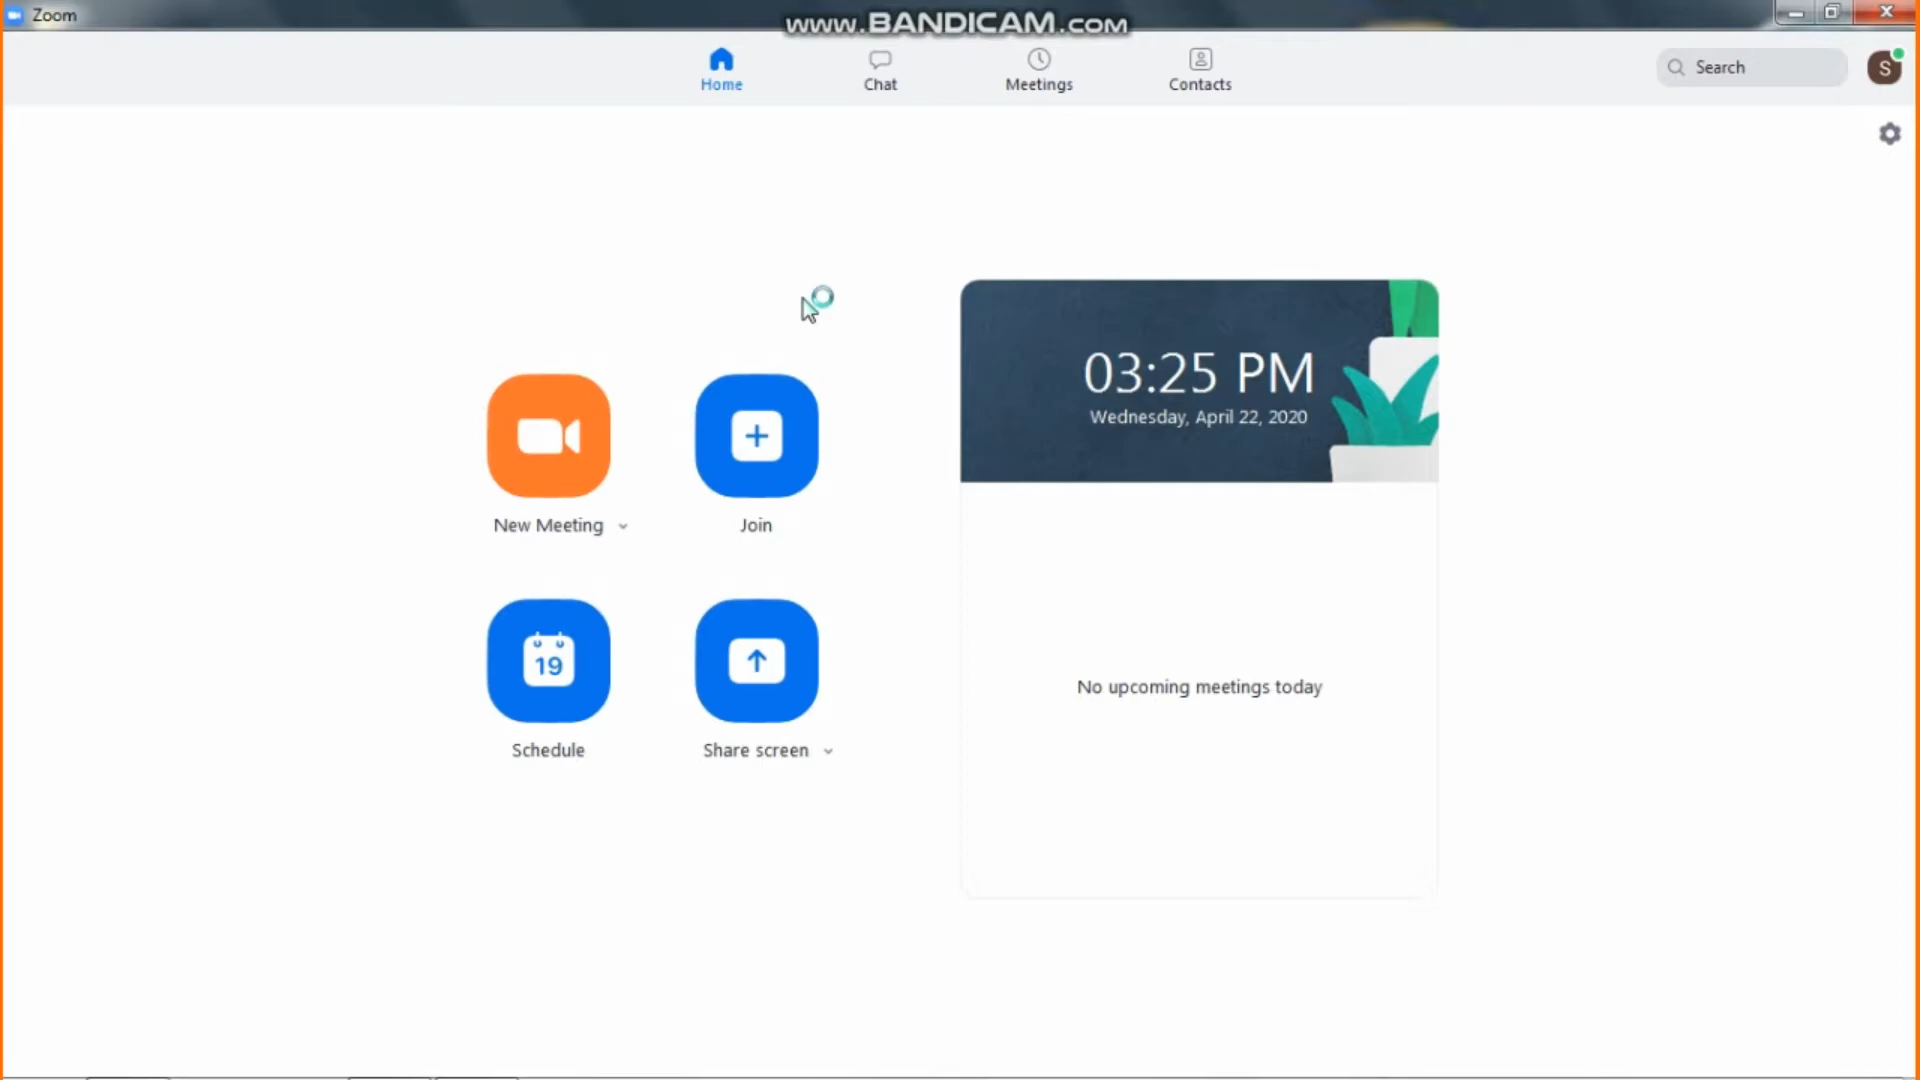 Zoom
www.BANDICAM.com
Home
Chat
Meetings
Contacts
Search
S
03:25 PM
Wednesday, April 22, 2020
New Meeting
Join
19
Schedule
Share screen
No upcoming meetings today